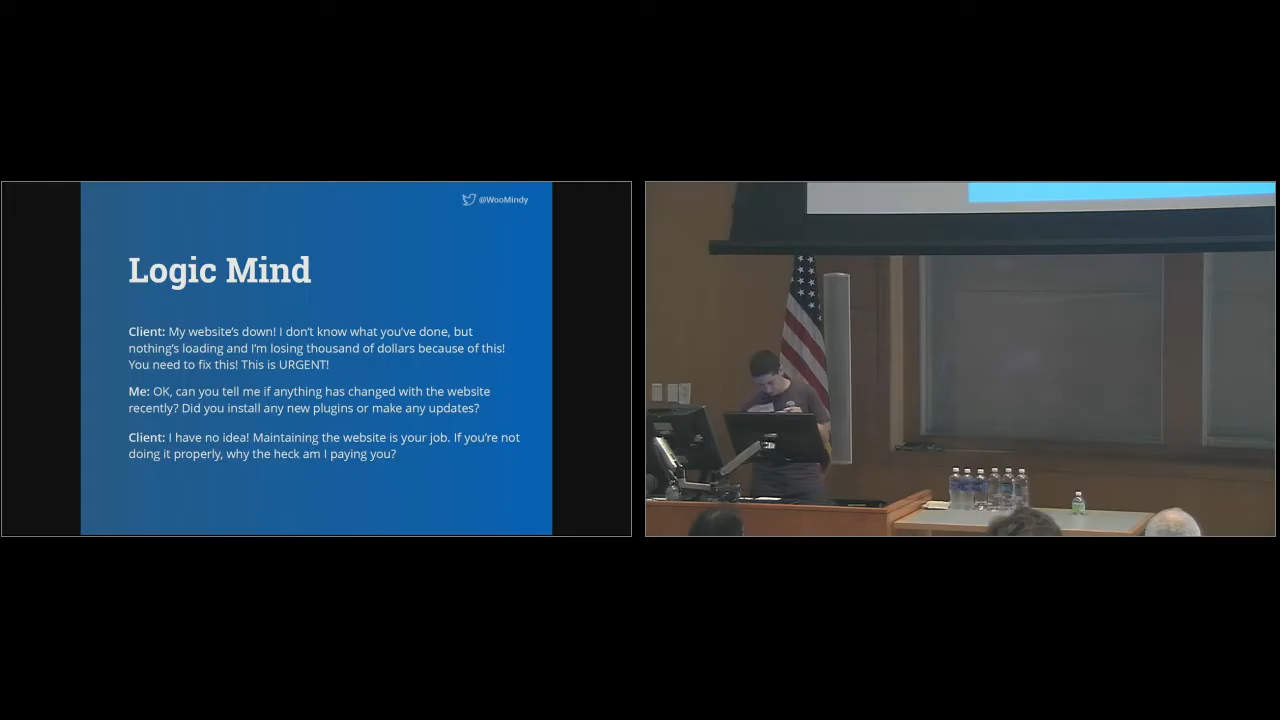 @WooMindy
Logic Mind
Client: My website's down! I don't know what you've done, but
nothing's loading and I'm losing thousand of dollars because of this!
You need to fix this! This is URGENT!
Me: OK, can you tell me if anything has changed with the website
recently? Did you install any new plugins or make any updates?
Client: I have no idea! Maintaining the website is your job. If you're not
doing it properly, why the heck am I paying you?